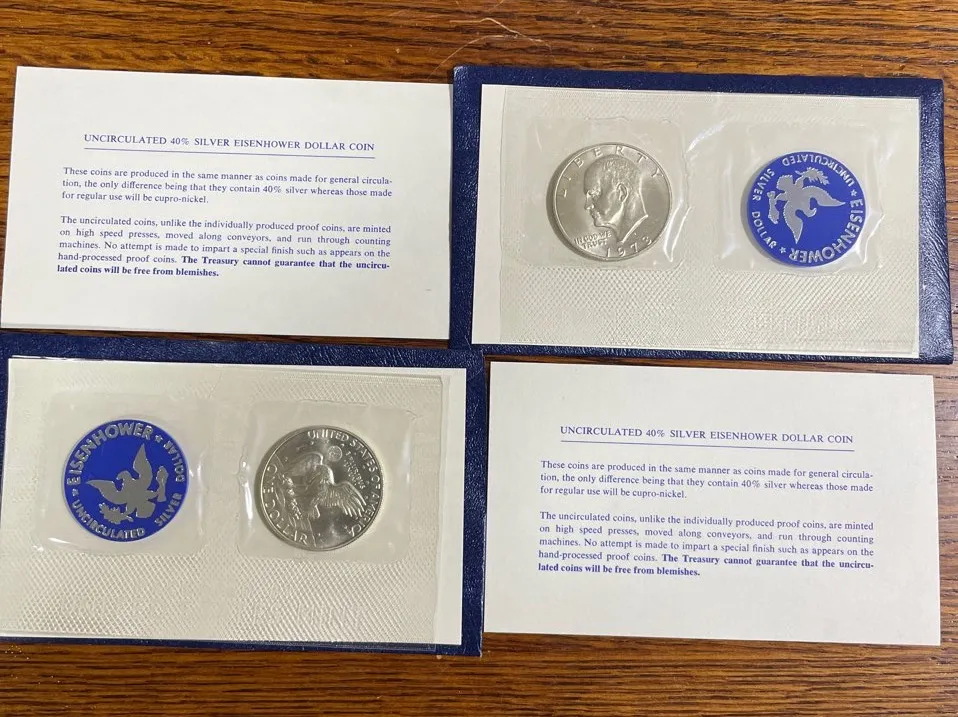 UNCIRCULATED 40% SILVER EISENHOWER DOLLAR COIN
These coins are produced in the same manner as coins made for general circula-
tion, the only difference being that they contain 40% silver whereas those made
for regular use will be cupro-nickel.
The uncirculated coins, unlike the individually produced proof coins, are minted
on high speed presses, moved along conveyors, and run through counting
machines. No attempt is made to impart a special finish such as appears on the
hand-processed proof coins. The Treasury cannot guarantee that the uncircu-
lated coins will be free from blemishes.
LIBERTY
IN GOD WE
TRUST
1973
EISENHOWER
UNCIRCULATED
SILVER DOLLAR
EISENHOWER
UNCIRCULATED
SILVER DOLLAR
UNITED STATES OF AMERICA
ONE DOLLAR
UNCIRCULATED 40% SILVER EISENHOWER DOLLAR COIN
These coins are produced in the same manner as coins made for general circula-
tion, the only difference being that they contain 40% silver whereas those made
for regular use will be cupro-nickel.
The uncirculated coins, unlike the individually produced proof coins, are minted
on high speed presses, moved along conveyors, and run through counting
machines. No attempt is made to impart a special finish such as appears on the
hand-processed proof coins. The Treasury cannot guarantee that the uncircu-
lated coins will be free from blemishes.